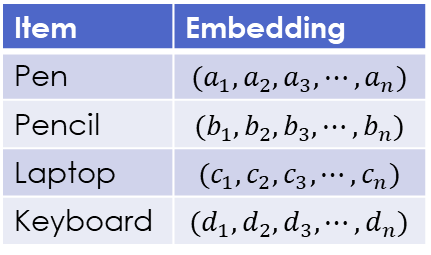 Item Embedding
Pen (a₁, a₂, a₃, ⋯, aₙ)
Pencil (b₁, b₂, b₃, ⋯, bₙ)
Laptop (c₁, c₂, c₃, ⋯, cₙ)
Keyboard (d₁, d₂, d₃, ⋯, dₙ)